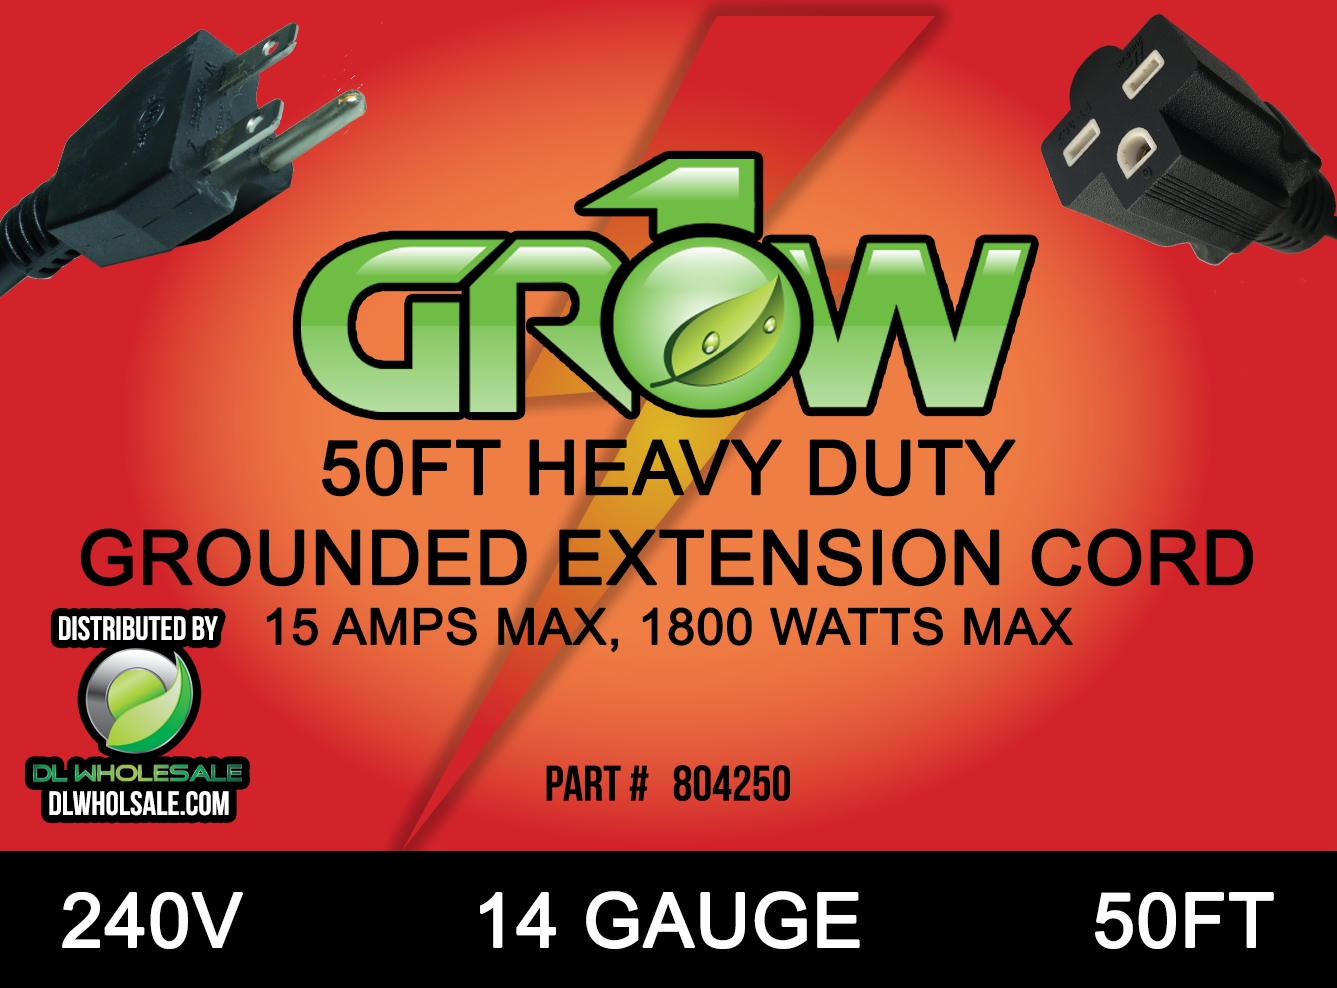 GR1OW
50FT HEAVY DUTY
GROUNDED EXTENSION CORD
15 AMPS MAX, 1800 WATTS MAX
DISTRIBUTED BY
DL WHOLESALE
DLWHOLSALE.COM
PART # 804250
240V 14 GAUGE 50FT